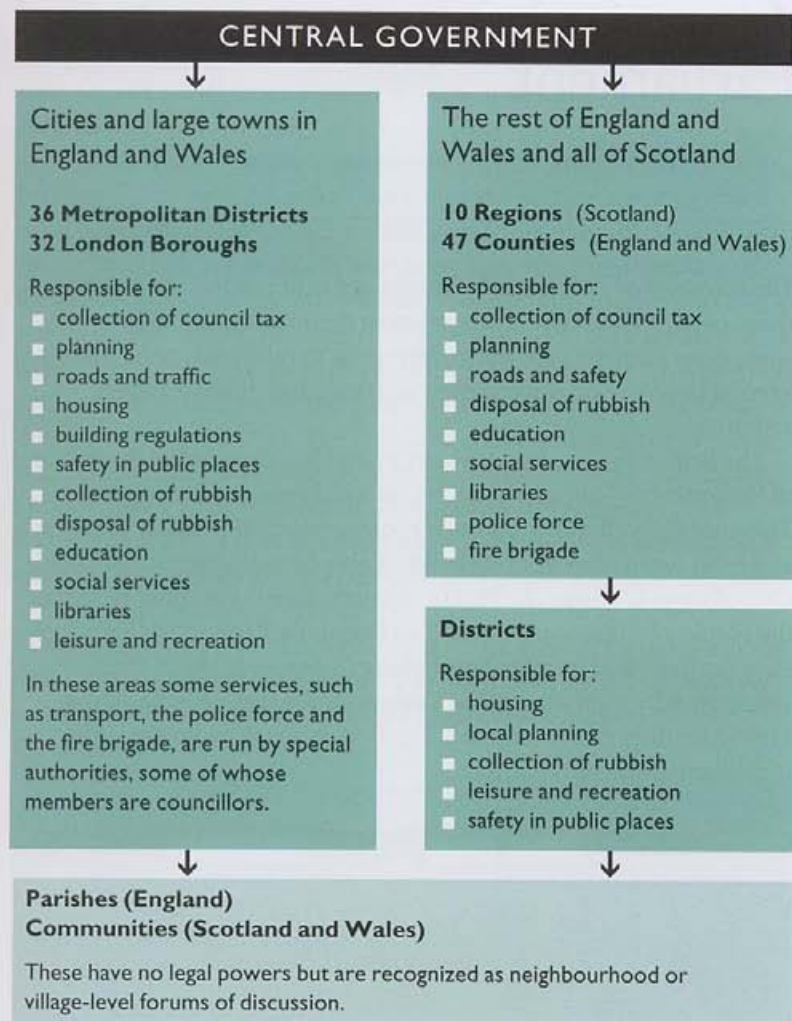 CENTRAL GOVERNMENT
Cities and large towns in
England and Wales
36 Metropolitan Districts
32 London Boroughs
Responsible for:
collection of council tax
planning
roads and traffic
housing
building regulations
safety in public places
collection of rubbish
disposal of rubbish
education
social services
libraries
leisure and recreation
In these areas some services, such
as transport, the police force and
the fire brigade, are run by special
authorities, some of whose
members are councillors.
The rest of England and
Wales and all of Scotland
10 Regions (Scotland)
47 Counties (England and Wales)
Responsible for:
collection of council tax
planning
roads and safety
disposal of rubbish
education
social services
libraries
police force
fire brigade
Districts
Responsible for:
housing
local planning
collection of rubbish
leisure and recreation
safety in public places
Parishes (England)
Communities (Scotland and Wales)
These have no legal powers but are recognized as neighbourhood or
village-level forums of discussion.